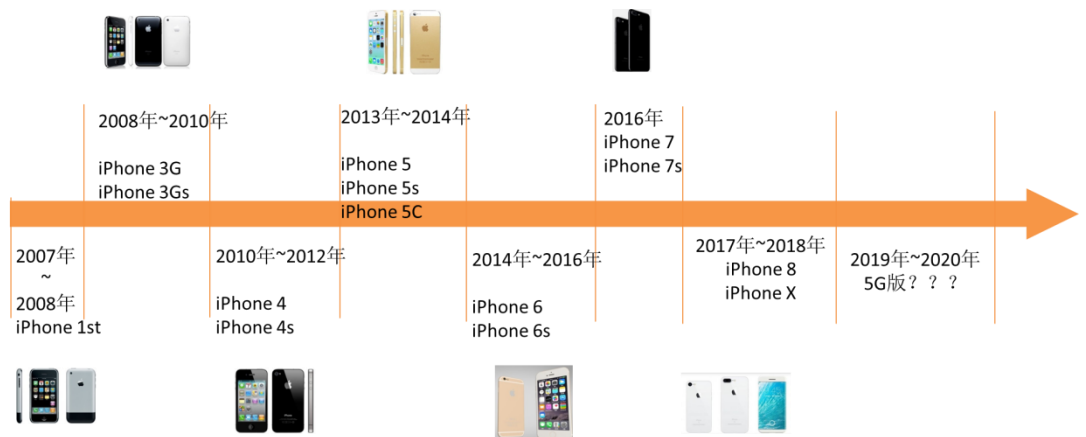 2008年~2010年
iPhone 3G
iPhone 3Gs
2013年~2014年
iPhone 5
iPhone 5s
iPhone 5C
2016年
iPhone 7
iPhone 7s
2007年
~
2008年
iPhone 1st
2010年~2012年
iPhone 4
iPhone 4s
2014年~2016年
iPhone 6
iPhone 6s
2017年~2018年
iPhone 8
iPhone X
2019年~2020年
5G版？？？